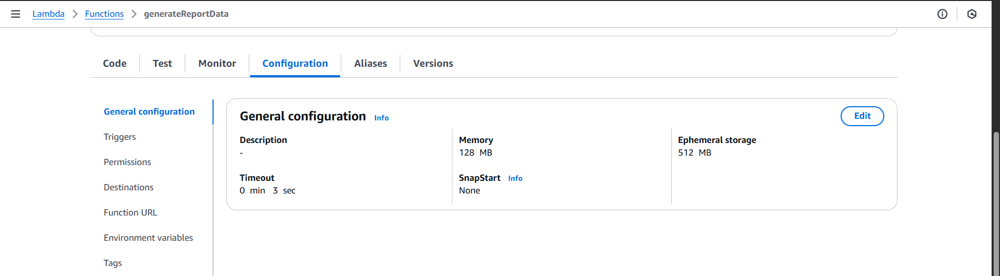 Lambda > Functions > generateReportData
Code Test Monitor Configuration Aliases Versions
General configuration
Triggers
Permissions
Destinations
Function URL
Environment variables
Tags
General configuration Info
Edit
Description
-
Memory
128 MB
Ephemeral storage
512 MB
Timeout
0 min 3 sec
SnapStart Info
None